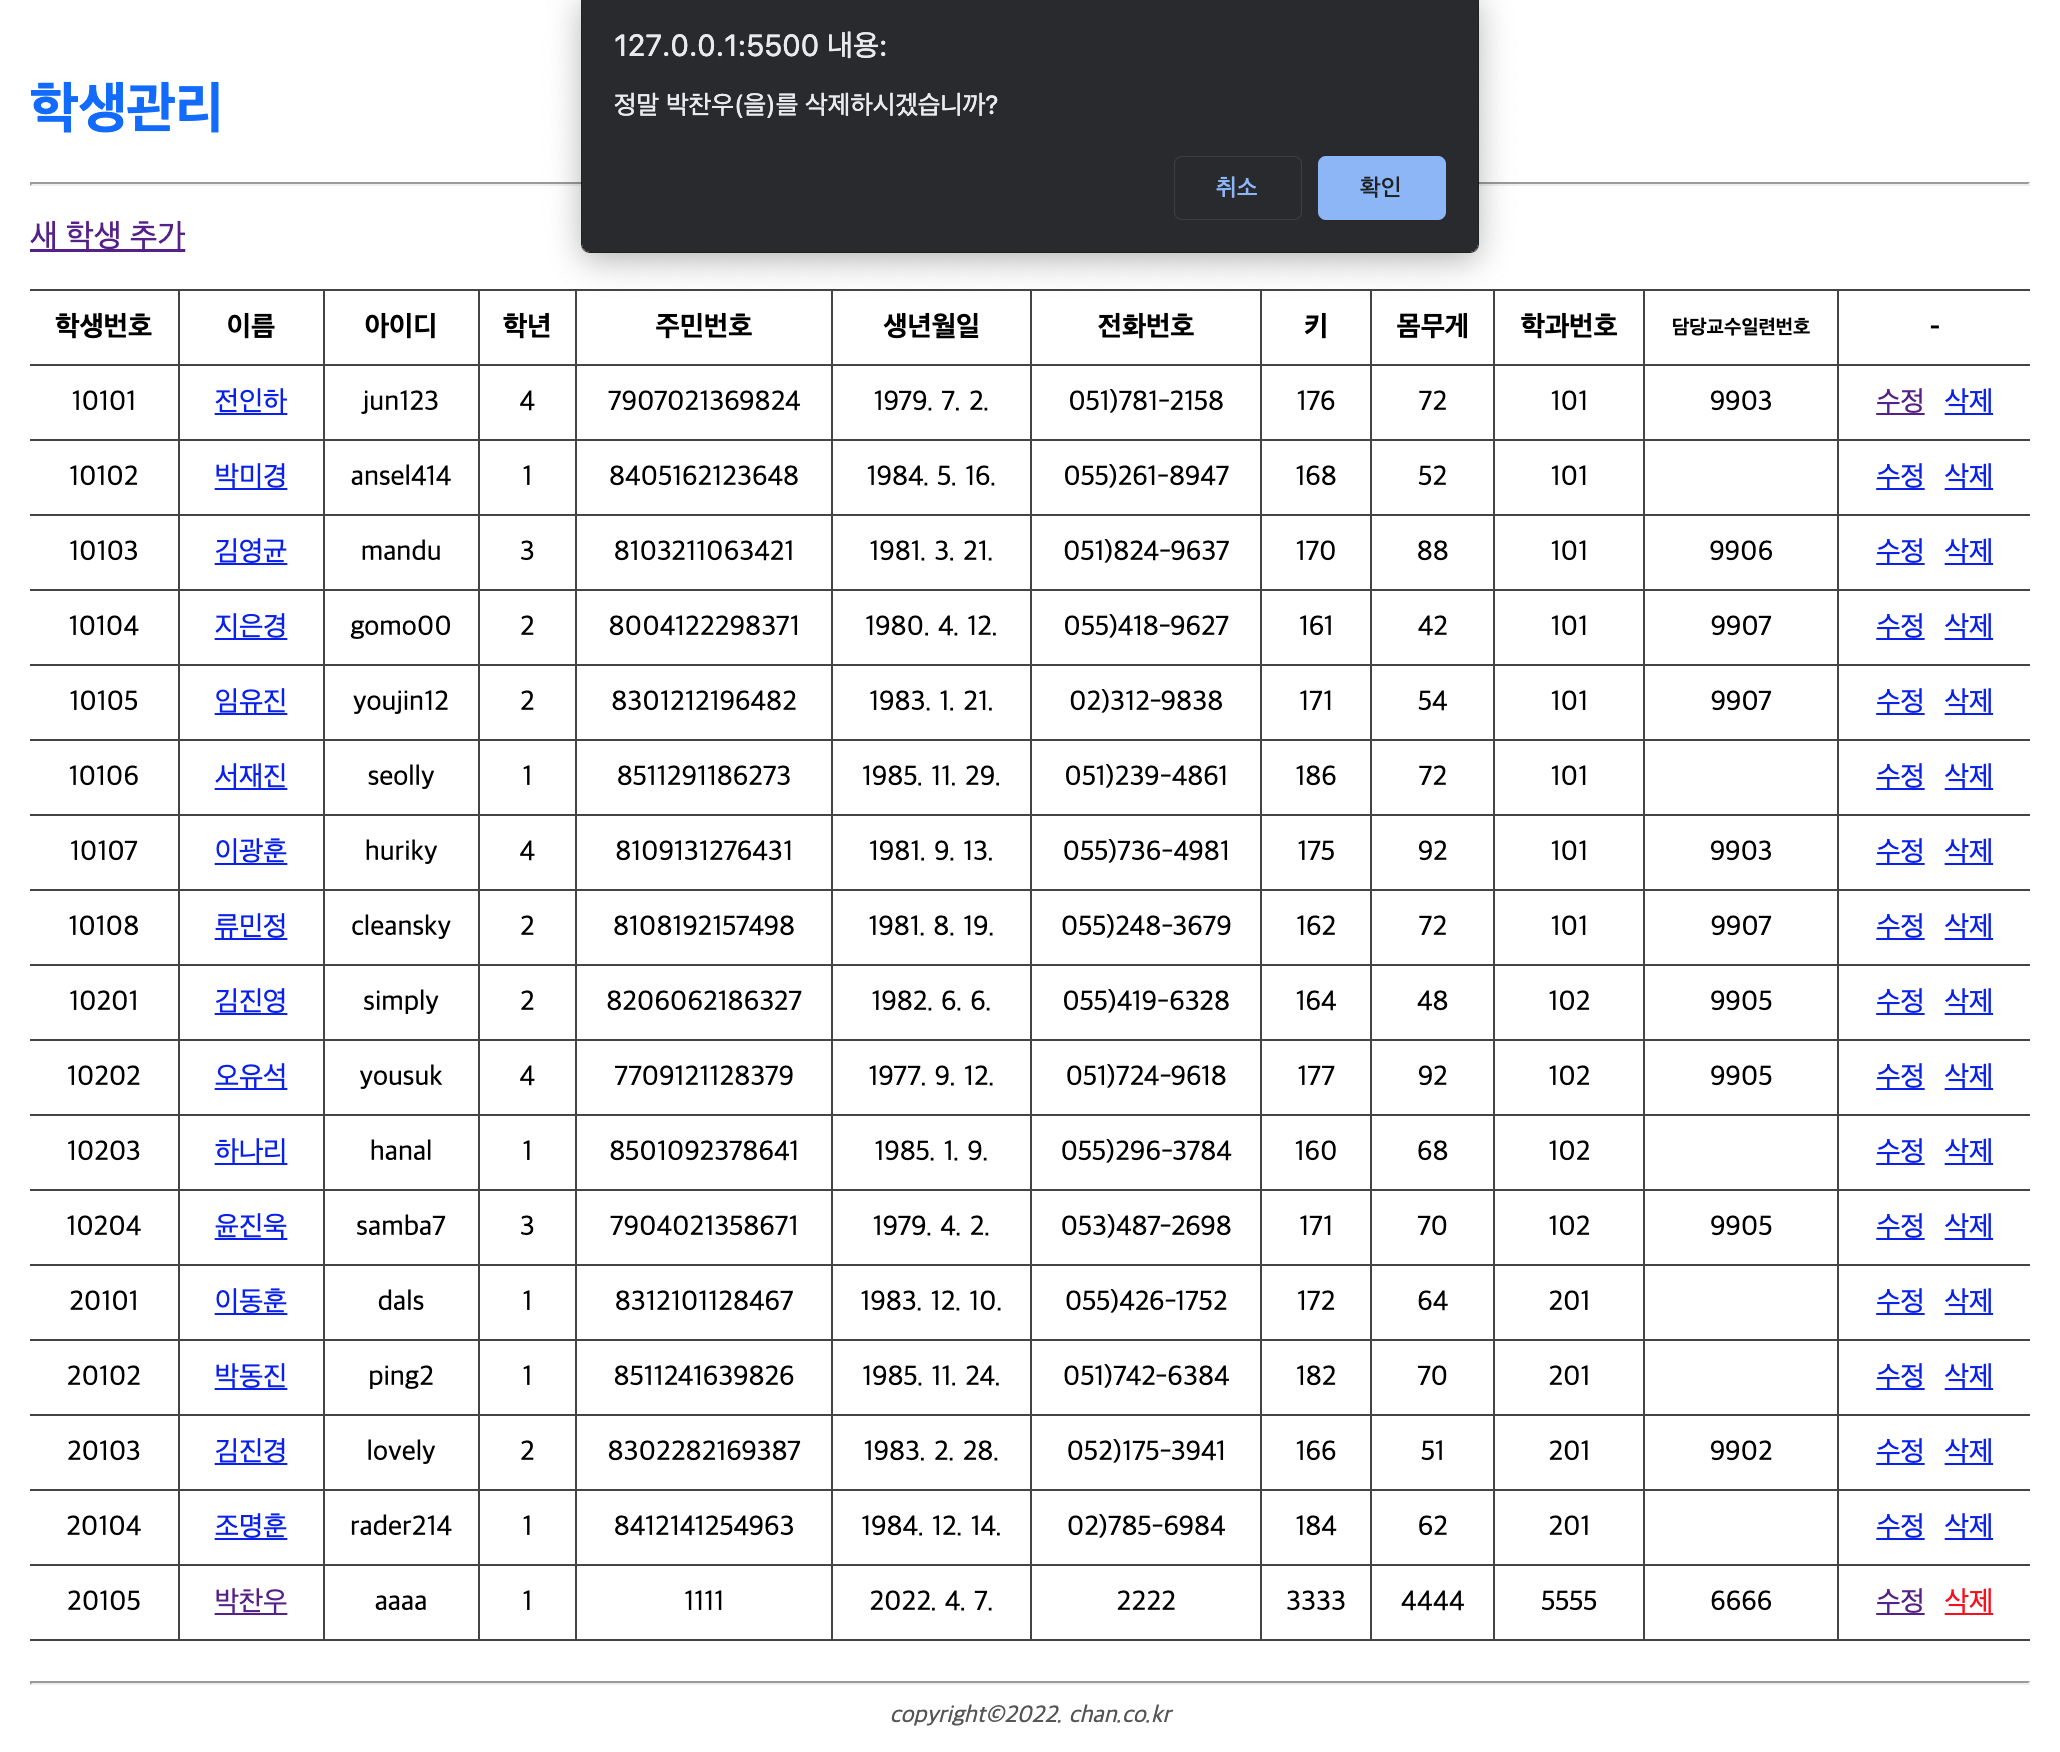 127.0.0.1:5500 내용:
정말 박찬우(을)를 삭제하시겠습니까?
취소 확인
학생관리
새 학생 추가
학생번호 이름 아이디 학년 주민번호 생년월일 전화번호 키 몸무게 학과번호 담당교수일련번호 -
10101 전인하 jun123 4 7907021369824 1979. 7. 2. 051)781-2158 176 72 101 9903 수정 삭제
10102 박미경 ansel414 1 8405162123648 1984. 5. 16. 055)261-8947 168 52 101 수정 삭제
10103 김영균 mandu 3 8103211063421 1981. 3. 21. 051)824-9637 170 88 101 9906 수정 삭제
10104 지은경 gomo00 2 8004122298371 1980. 4. 12. 055)418-9627 161 42 101 9907 수정 삭제
10105 임유진 youjin12 2 8301212196482 1983. 1. 21. 02)312-9838 171 54 101 9907 수정 삭제
10106 서재진 seolly 1 8511291186273 1985. 11. 29. 051)239-4861 186 72 101 수정 삭제
10107 이광훈 huriky 4 8109131276431 1981. 9. 13. 055)736-4981 175 92 101 9903 수정 삭제
10108 류민정 cleansky 2 8108192157498 1981. 8. 19. 055)248-3679 162 72 101 9907 수정 삭제
10201 김진영 simply 2 8206062186327 1982. 6. 6. 055)419-6328 164 48 102 9905 수정 삭제
10202 오유석 yousuk 4 7709121128379 1977. 9. 12. 051)724-9618 177 92 102 9905 수정 삭제
10203 하나리 hanal 1 8501092378641 1985. 1. 9. 055)296-3784 160 68 102 수정 삭제
10204 윤진욱 samba7 3 7904021358671 1979. 4. 2. 053)487-2698 171 70 102 9905 수정 삭제
20101 이동훈 dals 1 8312101128467 1983. 12. 10. 055)426-1752 172 64 201 수정 삭제
20102 박동진 ping2 1 8511241639826 1985. 11. 24. 051)742-6384 182 70 201 수정 삭제
20103 김진경 lovely 2 8302282169387 1983. 2. 28. 052)175-3941 166 51 201 9902 수정 삭제
20104 조명훈 rader214 1 8412141254963 1984. 12. 14. 02)785-6984 184 62 201 수정 삭제
20105 박찬우 aaaa 1 1111 2022. 4. 7. 2222 3333 4444 5555 6666 수정 삭제
copyright©2022. chan.co.kr